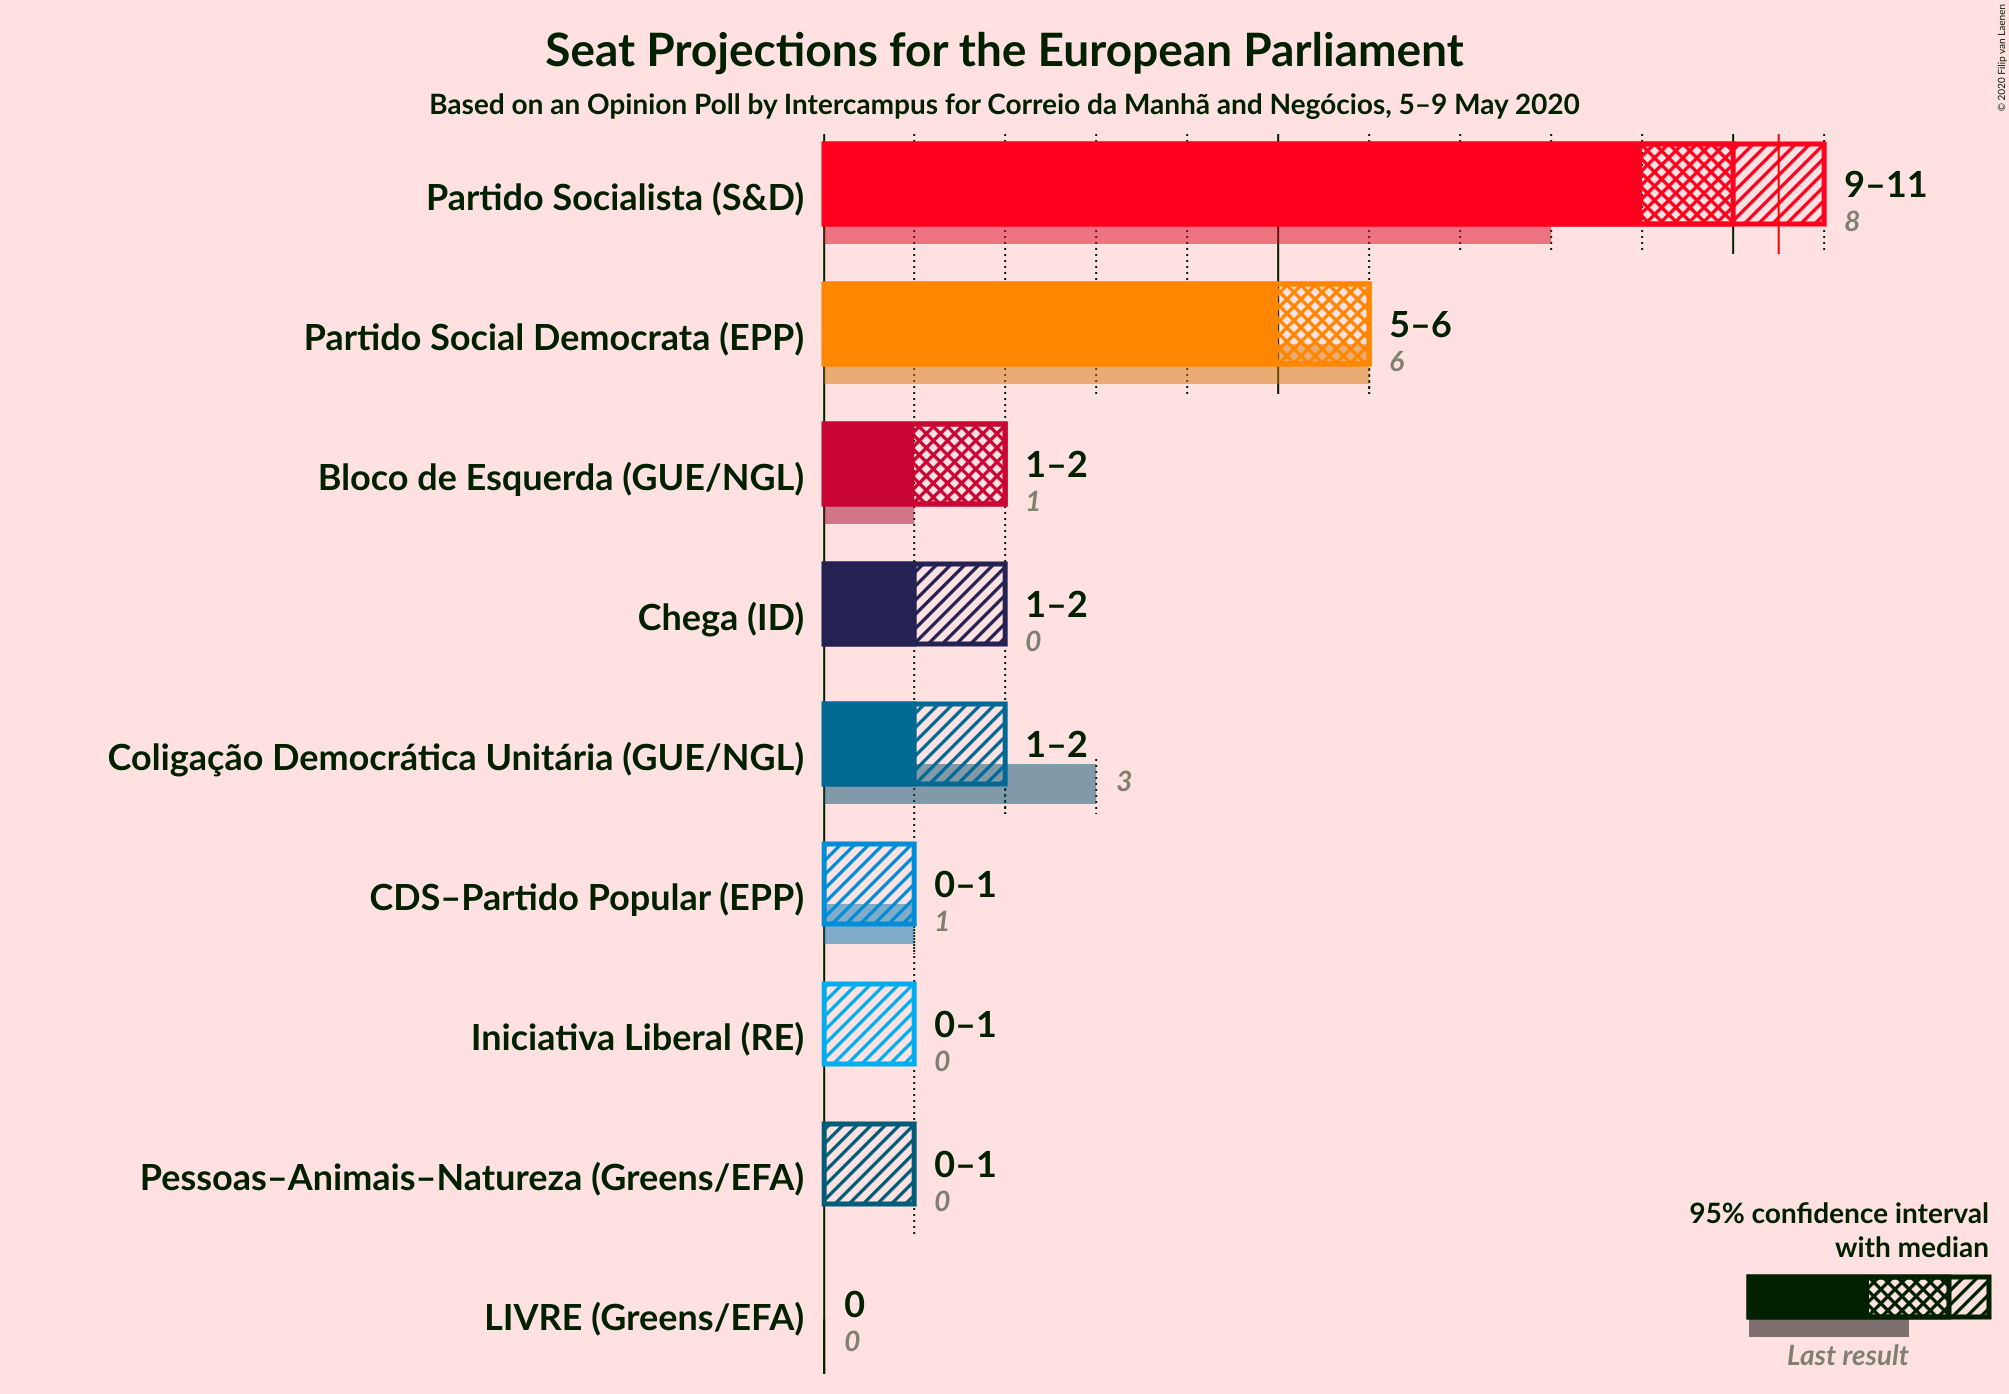 Seat Projections for the European Parliament
Based on an Opinion Poll by Intercampus for Correio da Manhã and Negócios, 5–9 May 2020
© 2020 Filip van Laenen
Partido Socialista (S&D)
9–11
8
Partido Social Democrata (EPP)
5–6
6
Bloco de Esquerda (GUE/NGL)
1–2
1
Chega (ID)
1–2
0
Coligação Democrática Unitária (GUE/NGL)
1–2
3
CDS–Partido Popular (EPP)
0–1
1
Iniciativa Liberal (RE)
0–1
0
Pessoas–Animais–Natureza (Greens/EFA)
0–1
0
LIVRE (Greens/EFA)
0
0
95% confidence interval
with median
Last result